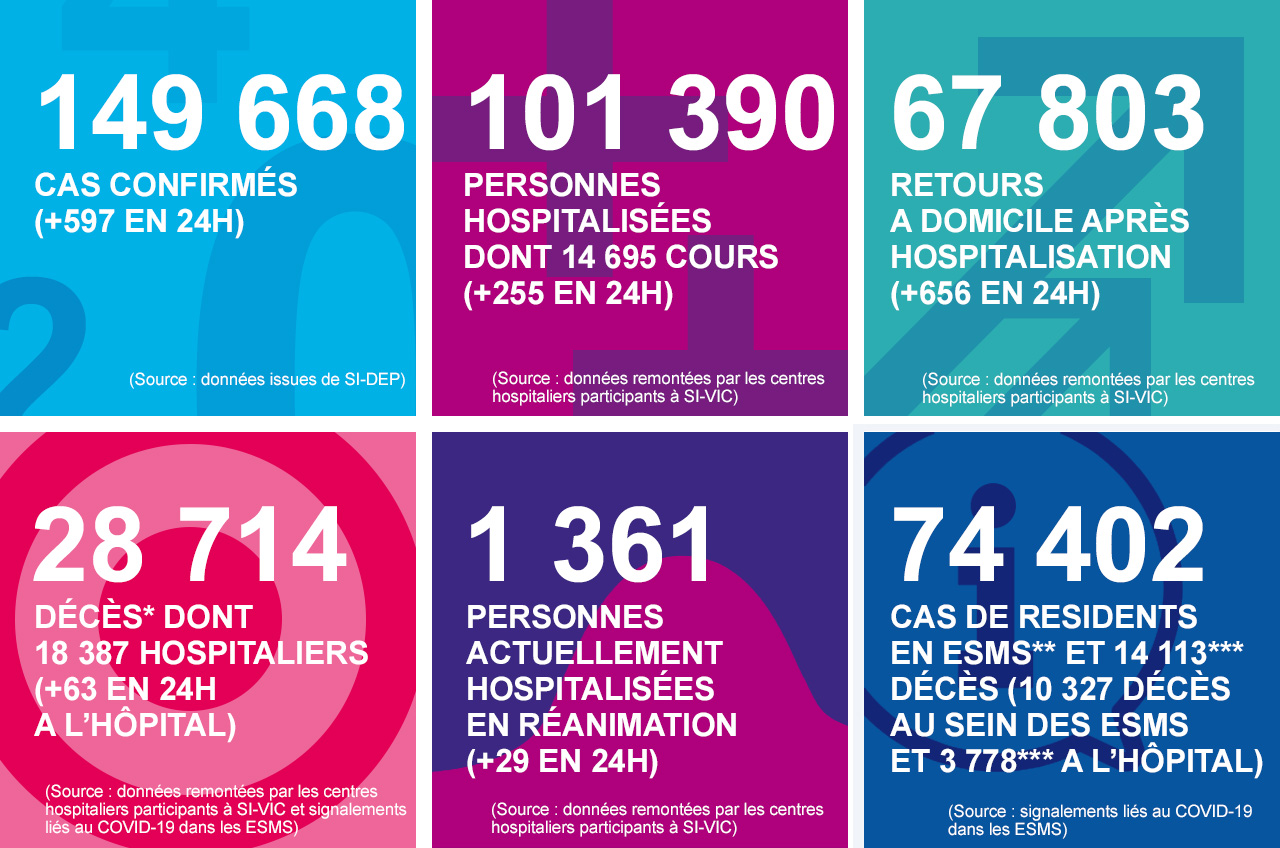 149 668
CAS CONFIRMÉS
(+597 EN 24H)
(Source : données issues de SI-DEP)
101 390
PERSONNES
HOSPITALISÉES
DONT 14 695 COURS
(+255 EN 24H)
(Source : données remontées par les centres
hospitaliers participants à SI-VIC)
67 803
RETOURS
A DOMICILE APRÈS
HOSPITALISATION
(+656 EN 24H)
(Source : données remontées par les centres
hospitaliers participants à SI-VIC)
28 714
DÉCÈS* DONT
18 387 HOSPITALIERS
(+63 EN 24H
A L’HÔPITAL)
(Source : données remontées par les centres
hospitaliers participants à SI-VIC et signalements
liés au COVID-19 dans les ESMS)
1 361
PERSONNES
ACTUELLEMENT
HOSPITALISÉES
EN RÉANIMATION
(+29 EN 24H)
(Source : données remontées par les centres
hospitaliers participants à SI-VIC)
74 402
CAS DE RESIDENTS
EN ESMS** ET 14 113***
DÉCÈS (10 327 DÉCÈS
AU SEIN DES ESMS
ET 3 778*** A L’HÔPITAL)
(Source : signalements liés au COVID-19
dans les ESMS)